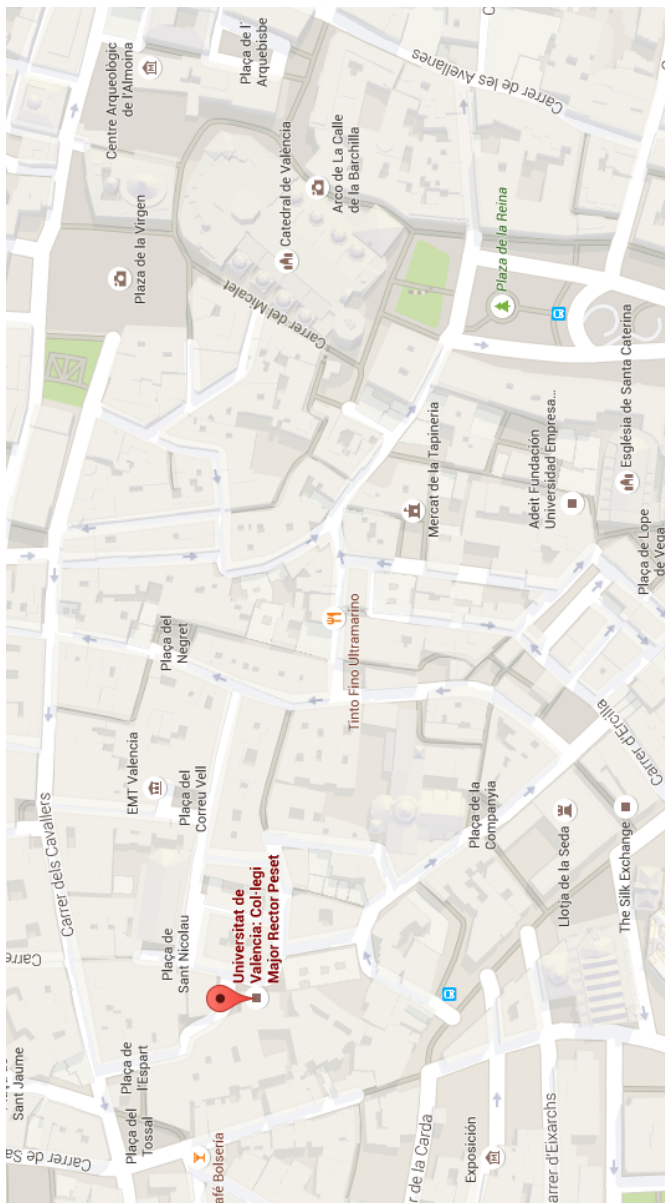 Sant Jaume
Carre
Carrer de Sa
Carrer dels Cavallers
Plaça del
Tossal
Plaça de
l'Espart
Plaça de
Sant Nicolau
EMT Valencia
Plaça del
Correu Vell
Plaça del
Negret
Plaza de la Virgen
Centre Arqueològic
de l'Almoina
Plaça de l'
Arquebisbe
afé Bolseria
Universitat de
València: Col·legi
Major Rector Peset
Catedral de València
Carrer del Micalet
Arco de La Calle
de la Barchilla
Tinto Fino Ultramarino
r de la Carda
Mercat de la Tapineria
Carrer de les Avellanes
Exposición
Plaça de la
Companyia
Plaza de la Reina
C
Carrer d'Eixarchs
Llotja de la Seda
Adeit Fundación
Universidad Empresa...
The Silk Exchange
Carrer d'Ercilla
Església de Santa Caterina
Plaça de Lope
de Vega